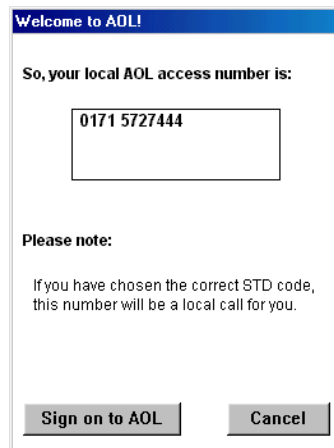 Welcome to AOL!
So, your local AOL access number is:
0171 5727444
Please note:
If you have chosen the correct STD code,
this number will be a local call for you.
Sign on to AOL
Cancel